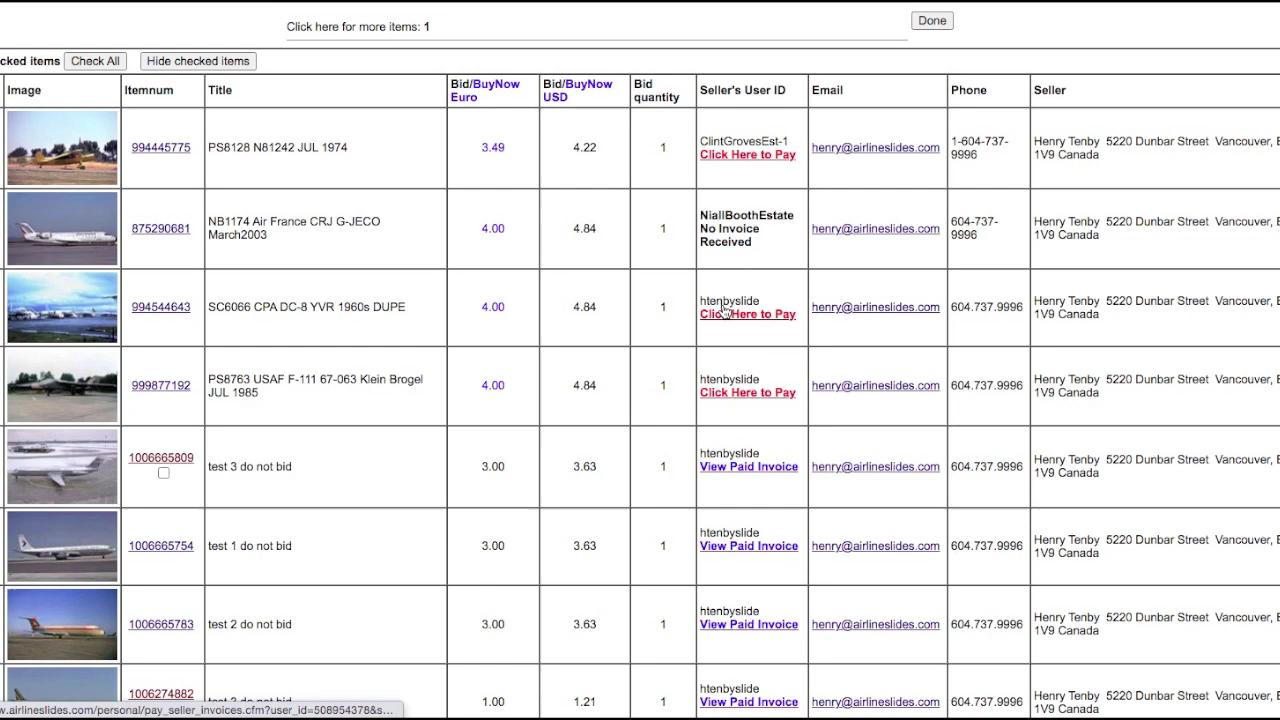 Click here for more items: 1
Done
cked items Check All Hide checked items
Image
Itemnum
Title
Bid/BuyNow
Euro
Bid/BuyNow
USD
Bid
quantity
Seller's User ID
Email
Phone
Seller
994445775
PS8128 N81242 JUL 1974
3.49
4.22
1
ClintGrovesEst-1
Click Here to Pay
henry@airlineslides.com
1-604-737-
9996
Henry Tenby 5220 Dunbar Street Vancouver,
1V9 Canada
875290681
NB1174 Air France CRJ G-JECO
March2003
4.00
4.84
1
NiallBoothEstate
No Invoice
Received
henry@airlineslides.com
604-737-
9996
Henry Tenby 5220 Dunbar Street Vancouver,
1V9 Canada
994544643
SC6066 CPA DC-8 YVR 1960s DUPE
4.00
4.84
1
htenbyslide
Click Here to Pay
henry@airlineslides.com
604.737.9996
Henry Tenby 5220 Dunbar Street Vancouver,
1V9 Canada
999877192
PS8763 USAF F-111 67-063 Klein Brogel
JUL 1985
4.00
4.84
1
htenbyslide
Click Here to Pay
henry@airlineslides.com
604.737.9996
Henry Tenby 5220 Dunbar Street Vancouver,
1V9 Canada
1006665809
test 3 do not bid
3.00
3.63
1
htenbyslide
View Paid Invoice
henry@airlineslides.com
604.737.9996
Henry Tenby 5220 Dunbar Street Vancouver,
1V9 Canada
1006665754
test 1 do not bid
3.00
3.63
1
htenbyslide
View Paid Invoice
henry@airlineslides.com
604.737.9996
Henry Tenby 5220 Dunbar Street Vancouver,
1V9 Canada
1006665783
test 2 do not bid
3.00
3.63
1
htenbyslide
View Paid Invoice
henry@airlineslides.com
604.737.9996
Henry Tenby 5220 Dunbar Street Vancouver,
1V9 Canada
1006274882
1.00
1.21
1
htenbyslide
View Paid Invoice
henry@airlineslides.com
604.737.9996
Henry Tenby 5220 Dunbar Street Vancouver,
1V9 Canada
w.airlineslides.com/personal/pay_seller_invoices.cfm?user_id=508954378&s...